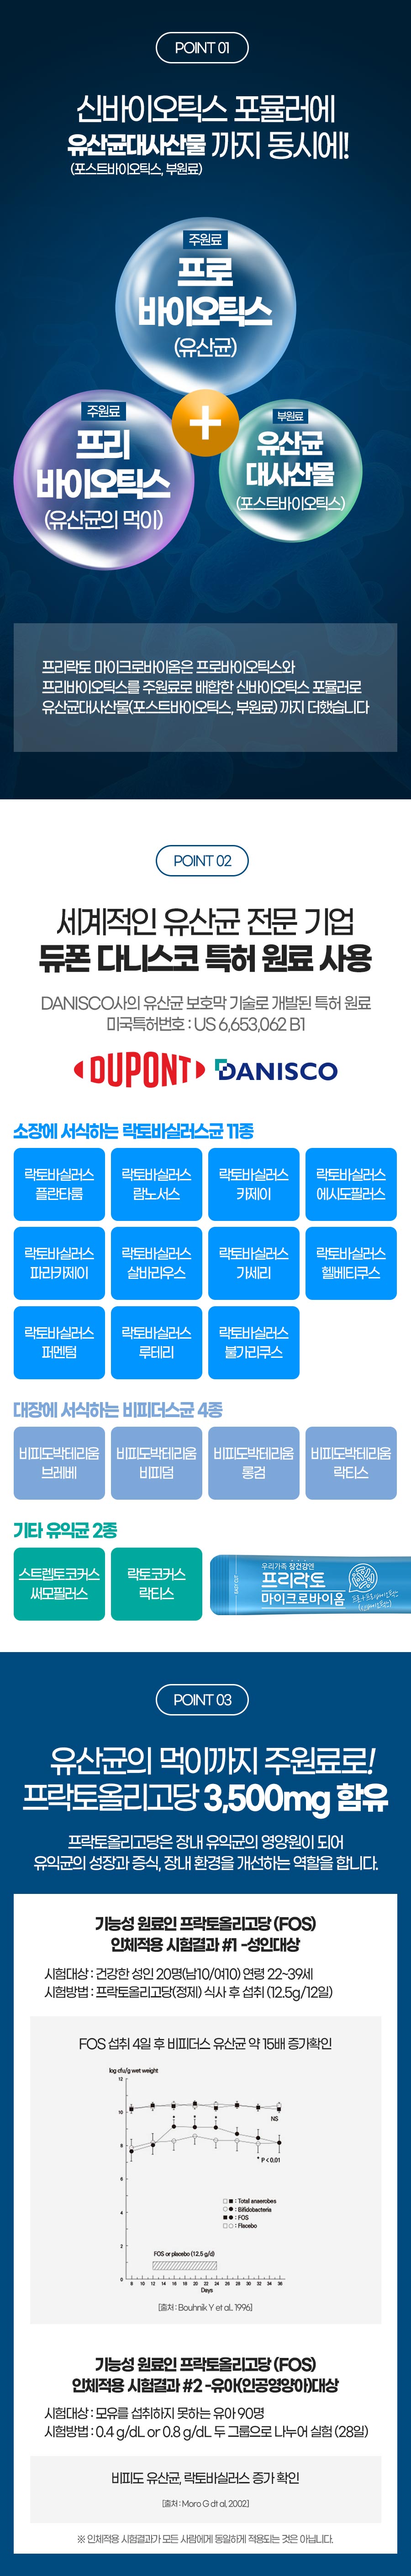 POINT 01
신바이오틱스 포뮬러에
유산균대사산물 까지 동시에!
(포스트바이오틱스, 부원료)
주원료
프로
바이오틱스
(유산균)
주원료
프리
바이오틱스
(유산균의 먹이)
부원료
유산균
대사산물
(포스트바이오틱스)
프리락토 마이크로바이옴은 프로바이오틱스와
프리바이오틱스를 주원료로 배합한 신바이오틱스 포뮬러로
유산균대사산물(포스트바이오틱스, 부원료) 까지 더했습니다
POINT 02
세계적인 유산균 전문 기업
듀폰 다니스코 특허 원료 사용
DANISCO사의 유산균 보호막 기술로 개발된 특허 원료
미국특허번호 : US 6,653,062 B1
DUPONT DANISCO
소장에 서식하는 락토바실러스균 11종
락토바실러스 플란타룸
락토바실러스 람노서스
락토바실러스 카제이
락토바실러스 에시도필러스
락토바실러스 파라카제이
락토바실러스 살바리우스
락토바실러스 가세리
락토바실러스 헬베티쿠스
락토바실러스 퍼멘텀
락토바실러스 루테리
락토바실러스 불가리쿠스
대장에 서식하는 비피더스균 4종
비피도박테리움 브레베
비피도박테리움 비피덤
비피도박테리움 롱검
비피도박테리움 락티스
기타 유익균 2종
스트렙토코커스 써모필러스
락토코커스 락티스
EASY CUT
우리가족 장건강엔
프리락토
마이크로바이옴
POINT 03
유산균의 먹이까지 주원료로!
프락토올리고당 3,500mg 함유
프락토올리고당은 장내 유익균의 영양원이 되어
유익균의 성장과 증식, 장내 환경을 개선하는 역할을 합니다.
기능성 원료인 프락토올리고당 (FOS)
인체적용 시험결과 #1 -성인대상
시험대상 : 건강한 성인 20명(남10/여10) 연령 22~39세
시험방법 : 프락토올리고당(정제) 식사 후 섭취 (12.5g/12일)
FOS 섭취 4일 후 비피더스 유산균 약 15배 증가확인
log cfu/g wet weight
12
10
8
6
4
2
0
NS
* P < 0.01
: Total anaerobes
: Bifidobacteria
: FOS
: Placebo
FOS or placebo (12.5 g/d)
8 10 12 14 16 18 20 22 24 26 28 30 32 34 36
Days
[출처 : Bouhnik Y et al., 1996]
기능성 원료인 프락토올리고당 (FOS)
인체적용 시험결과 #2 -유아(인공영양아)대상
시험대상 : 모유를 섭취하지 못하는 유아 90명
시험방법 : 0.4 g/dL or 0.8 g/dL 두 그룹으로 나누어 실험 (28일)
비피도 유산균, 락토바실러스 증가 확인
[출처 : Moro G dt al, 2002]
※ 인체적용 시험결과가 모든 사람에게 동일하게 적용되는 것은 아닙니다.